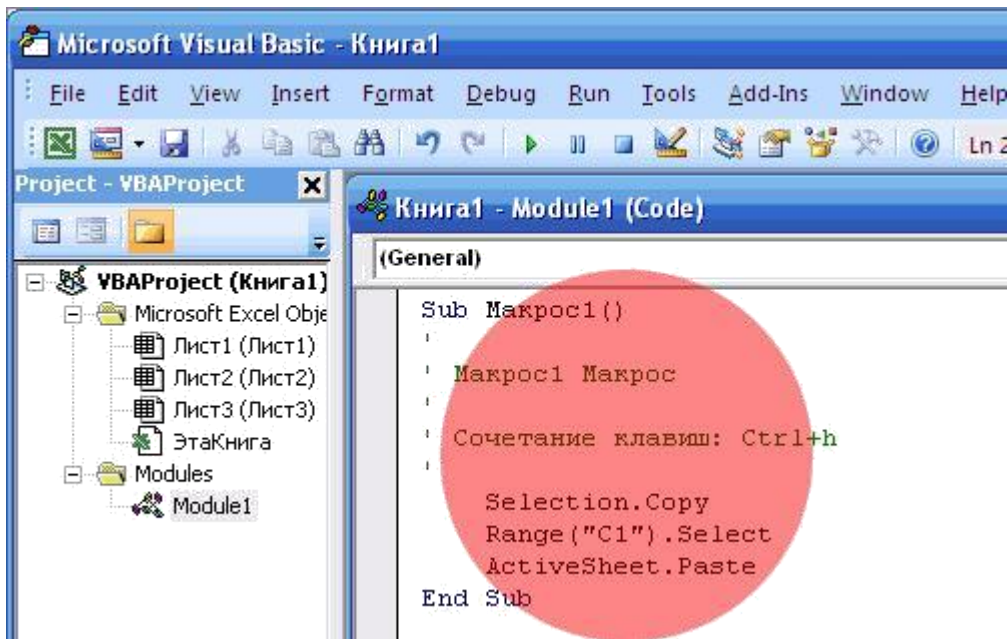 Microsoft Visual Basic - Книга1
File Edit View Insert Format Debug Run Tools Add-Ins Window Help
Ln 2
Project - VBAProject
Книга1 - Module1 (Code)
(General)
VBAProject (Книга1)
Microsoft Excel Obje
Лист1 (Лист1)
Лист2 (Лист2)
Лист3 (Лист3)
ЭтаКнига
Modules
Module1
Sub Макрос1()
'
' Макрос1 Макрос
'
' Сочетание клавиш: Ctrl+h
'
Selection.Copy
Range("C1").Select
ActiveSheet.Paste
End Sub